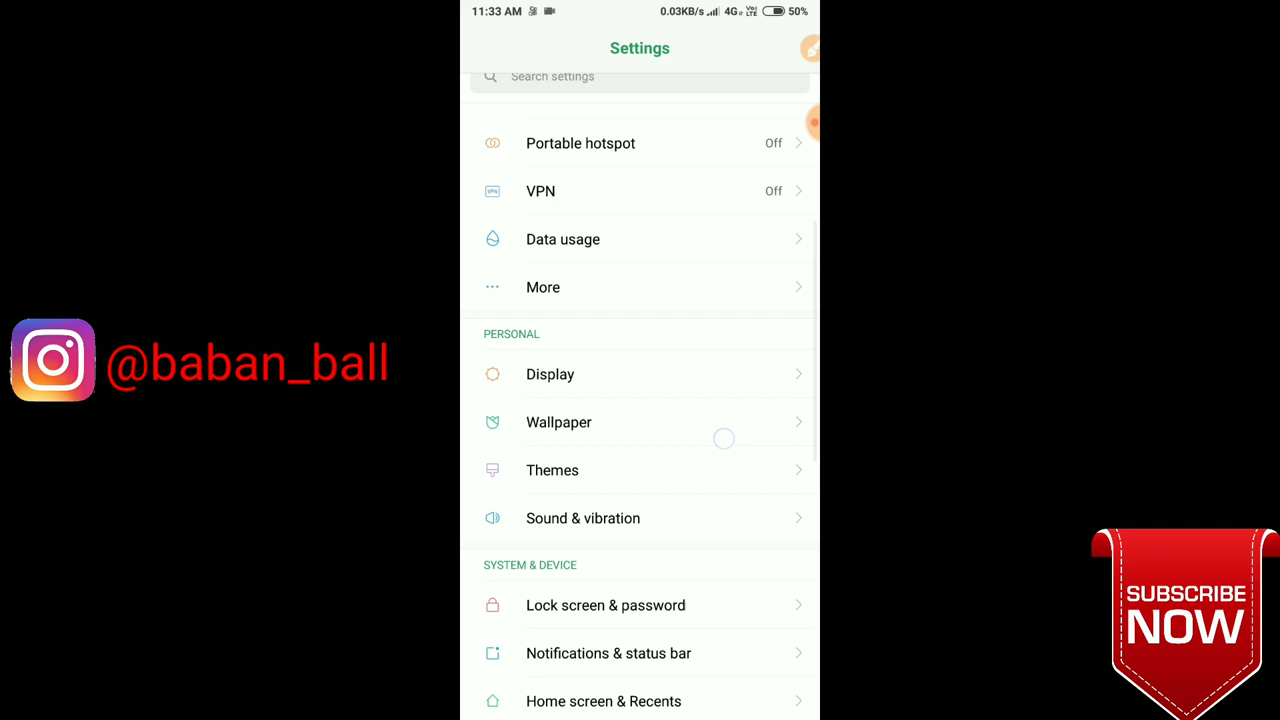 11:33 AM 0.03KB/s 4G VoLTE 50%
Settings
Search settings
Portable hotspot Off
VPN VPN Off
Data usage
More
PERSONAL
Display
Wallpaper
Themes
Sound & vibration
SYSTEM & DEVICE
Lock screen & password
Notifications & status bar
Home screen & Recents
@baban_ball
SUBSCRIBE
NOW